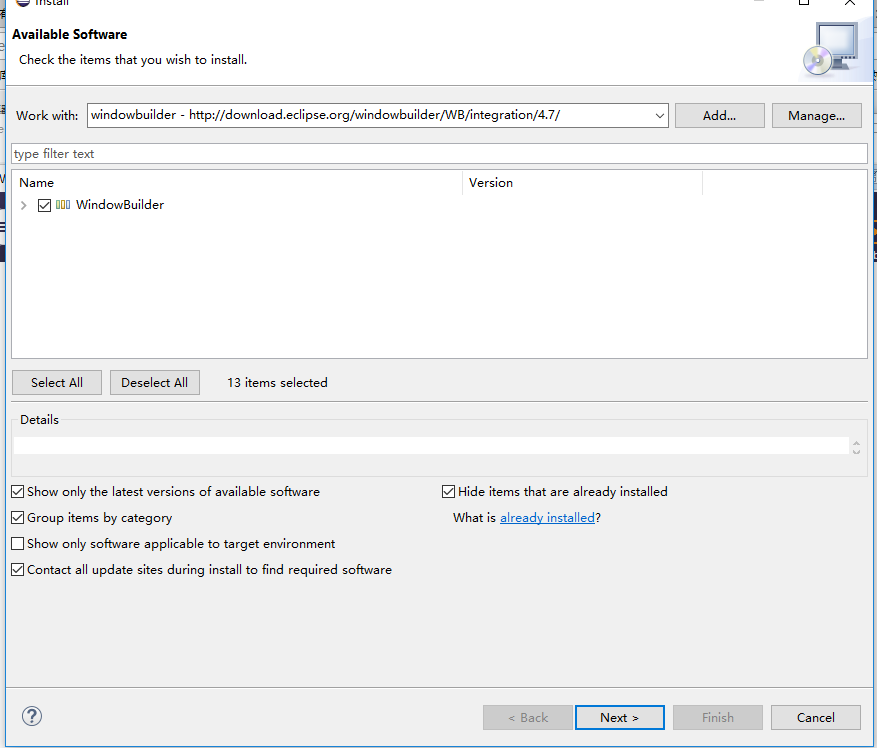 Install
Available Software
Check the items that you wish to install.
Work with: windowbuilder - http://download.eclipse.org/windowbuilder/WB/integration/4.7/ Add... Manage...
type filter text
Name Version
WindowBuilder
Select All Deselect All 13 items selected
Details
Show only the latest versions of available software Hide items that are already installed
Group items by category What is already installed?
Show only software applicable to target environment
Contact all update sites during install to find required software
? < Back Next > Finish Cancel